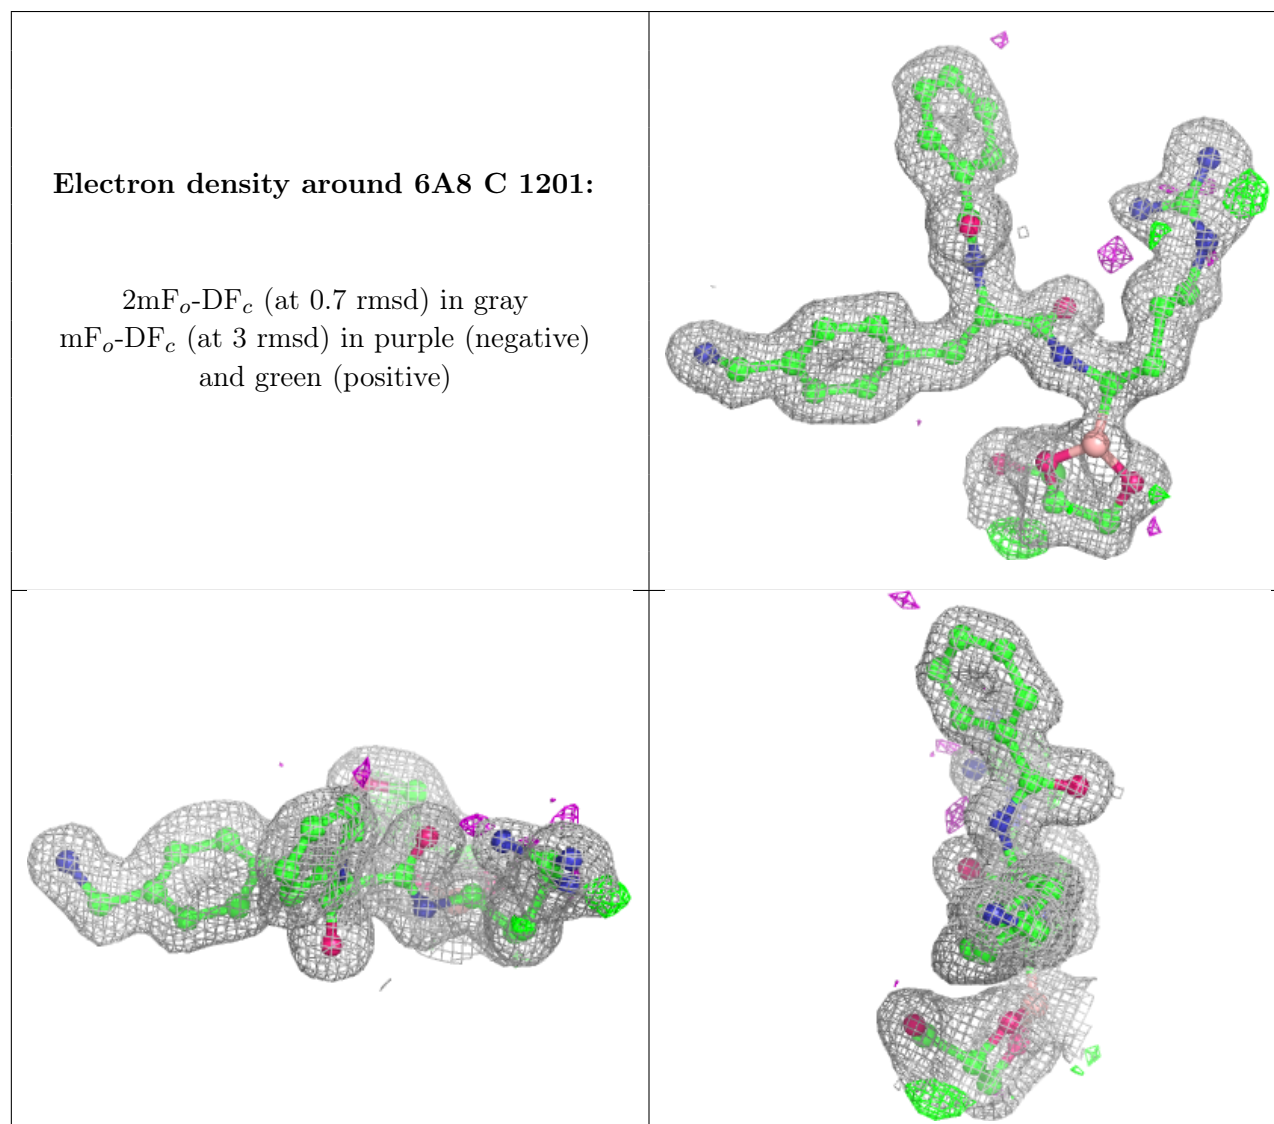 Electron density around 6A8 C 1201:
2mFo-DFc (at 0.7 rmsd) in gray
mFo-DFc (at 3 rmsd) in purple (negative)
and green (positive)